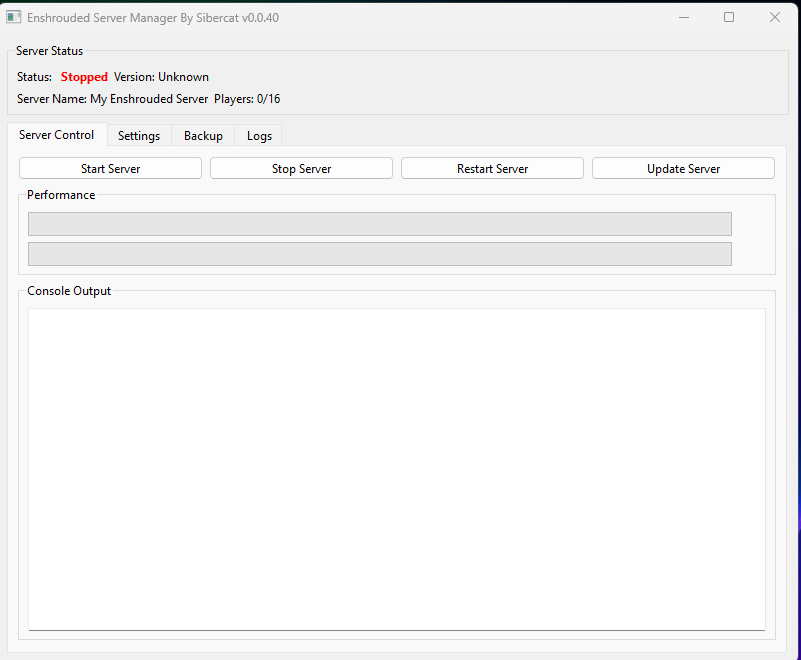 Enshrouded Server Manager By Sibercat v0.0.40
Server Status
Status: Stopped Version: Unknown
Server Name: My Enshrouded Server Players: 0/16
Server Control Settings Backup Logs
Start Server Stop Server Restart Server Update Server
Performance
Console Output